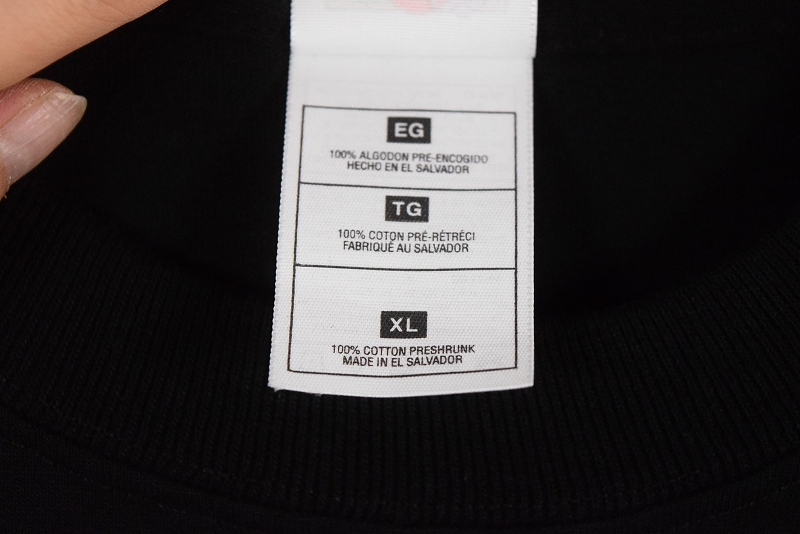 EG
100% ALGODON PRE-ENCOGIDO
HECHO EN EL SALVADOR
TG
100% COTON PRÉ-RÉTRÉCI
FABRIQUÉ AU SALVADOR
XL
100% COTTON PRESHRUNK
MADE IN EL SALVADOR